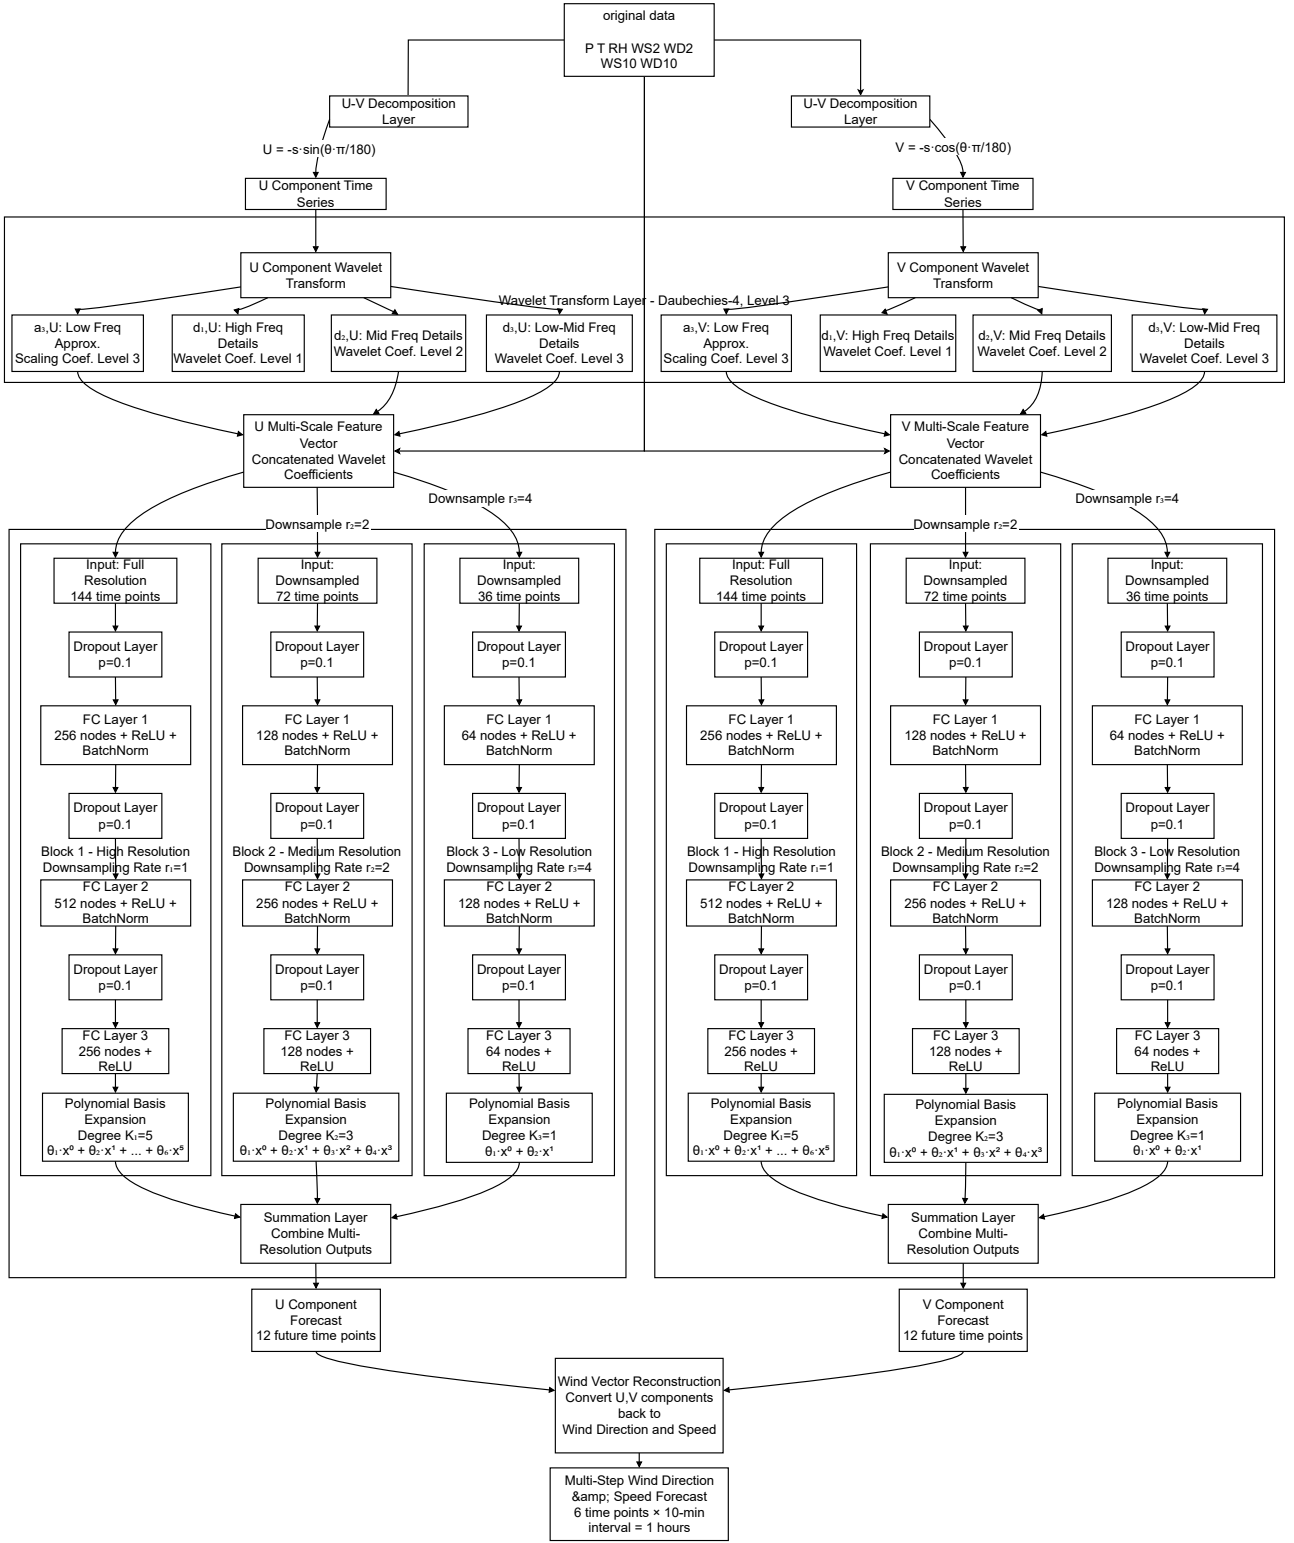 original data
P T RH WS2 WD2
WS10 WD10
U-V Decomposition
Layer
U-V Decomposition
Layer
U = -s·sin(θ·π/180)
V = -s·cos(θ·π/180)
U Component Time
Series
V Component Time
Series
U Component Wavelet
Transform
V Component Wavelet
Transform
Wavelet Transform Layer - Daubechies-4, Level 3
a₃,U: Low Freq
Approx.
Scaling Coef. Level 3
d₁,U: High Freq
Details
Wavelet Coef. Level 1
d₂,U: Mid Freq Details
Wavelet Coef. Level 2
d₃,U: Low-Mid Freq
Details
Wavelet Coef. Level 3
a₃,V: Low Freq
Approx.
Scaling Coef. Level 3
d₁,V: High Freq Details
Wavelet Coef. Level 1
d₂,V: Mid Freq Details
Wavelet Coef. Level 2
d₃,V: Low-Mid Freq
Details
Wavelet Coef. Level 3
U Multi-Scale Feature
Vector
Concatenated Wavelet
Coefficients
V Multi-Scale Feature
Vector
Concatenated Wavelet
Coefficients
Downsample r₃=4
Downsample r₂=2
Downsample r₃=4
Downsample r₂=2
Input: Full
Resolution
144 time points
Dropout Layer
p=0.1
FC Layer 1
256 nodes + ReLU +
BatchNorm
Dropout Layer
p=0.1
Block 1 - High Resolution
Downsampling Rate r₁=1
FC Layer 2
512 nodes + ReLU +
BatchNorm
Dropout Layer
p=0.1
FC Layer 3
256 nodes +
ReLU
Polynomial Basis
Expansion
Degree K₁=5
θ₁·x⁰ + θ₂·x¹ + ... + θ₆·x⁵
Input:
Downsampled
72 time points
Dropout Layer
p=0.1
FC Layer 1
128 nodes + ReLU +
BatchNorm
Dropout Layer
p=0.1
Block 2 - Medium Resolution
Downsampling Rate r₂=2
FC Layer 2
256 nodes + ReLU +
BatchNorm
Dropout Layer
p=0.1
FC Layer 3
128 nodes +
ReLU
Polynomial Basis
Expansion
Degree K₂=3
θ₁·x⁰ + θ₂·x¹ + θ₃·x² + θ₄·x³
Input:
Downsampled
36 time points
Dropout Layer
p=0.1
FC Layer 1
64 nodes + ReLU +
BatchNorm
Dropout Layer
p=0.1
Block 3 - Low Resolution
Downsampling Rate r₃=4
FC Layer 2
128 nodes + ReLU +
BatchNorm
Dropout Layer
p=0.1
FC Layer 3
64 nodes +
ReLU
Polynomial Basis
Expansion
Degree K₃=1
θ₁·x⁰ + θ₂·x¹
Input: Full
Resolution
144 time points
Dropout Layer
p=0.1
FC Layer 1
256 nodes + ReLU +
BatchNorm
Dropout Layer
p=0.1
Block 1 - High Resolution
Downsampling Rate r₁=1
FC Layer 2
512 nodes + ReLU +
BatchNorm
Dropout Layer
p=0.1
FC Layer 3
256 nodes +
ReLU
Polynomial Basis
Expansion
Degree K₁=5
θ₁·x⁰ + θ₂·x¹ + ... + θ₆·x⁵
Input:
Downsampled
72 time points
Dropout Layer
p=0.1
FC Layer 1
128 nodes + ReLU +
BatchNorm
Dropout Layer
p=0.1
Block 2 - Medium Resolution
Downsampling Rate r₂=2
FC Layer 2
256 nodes + ReLU +
BatchNorm
Dropout Layer
p=0.1
FC Layer 3
128 nodes +
ReLU
Polynomial Basis
Expansion
Degree K₂=3
θ₁·x⁰ + θ₂·x¹ + θ₃·x² + θ₄·x³
Input:
Downsampled
36 time points
Dropout Layer
p=0.1
FC Layer 1
64 nodes + ReLU +
BatchNorm
Dropout Layer
p=0.1
Block 3 - Low Resolution
Downsampling Rate r₃=4
FC Layer 2
128 nodes + ReLU +
BatchNorm
Dropout Layer
p=0.1
FC Layer 3
64 nodes +
ReLU
Polynomial Basis
Expansion
Degree K₃=1
θ₁·x⁰ + θ₂·x¹
Summation Layer
Combine Multi-
Resolution Outputs
Summation Layer
Combine Multi-
Resolution Outputs
U Component
Forecast
12 future time points
V Component
Forecast
12 future time points
Wind Vector Reconstruction
Convert U,V components
back to
Wind Direction and Speed
Multi-Step Wind Direction
&amp;amp; Speed Forecast
6 time points × 10-min
interval = 1 hours